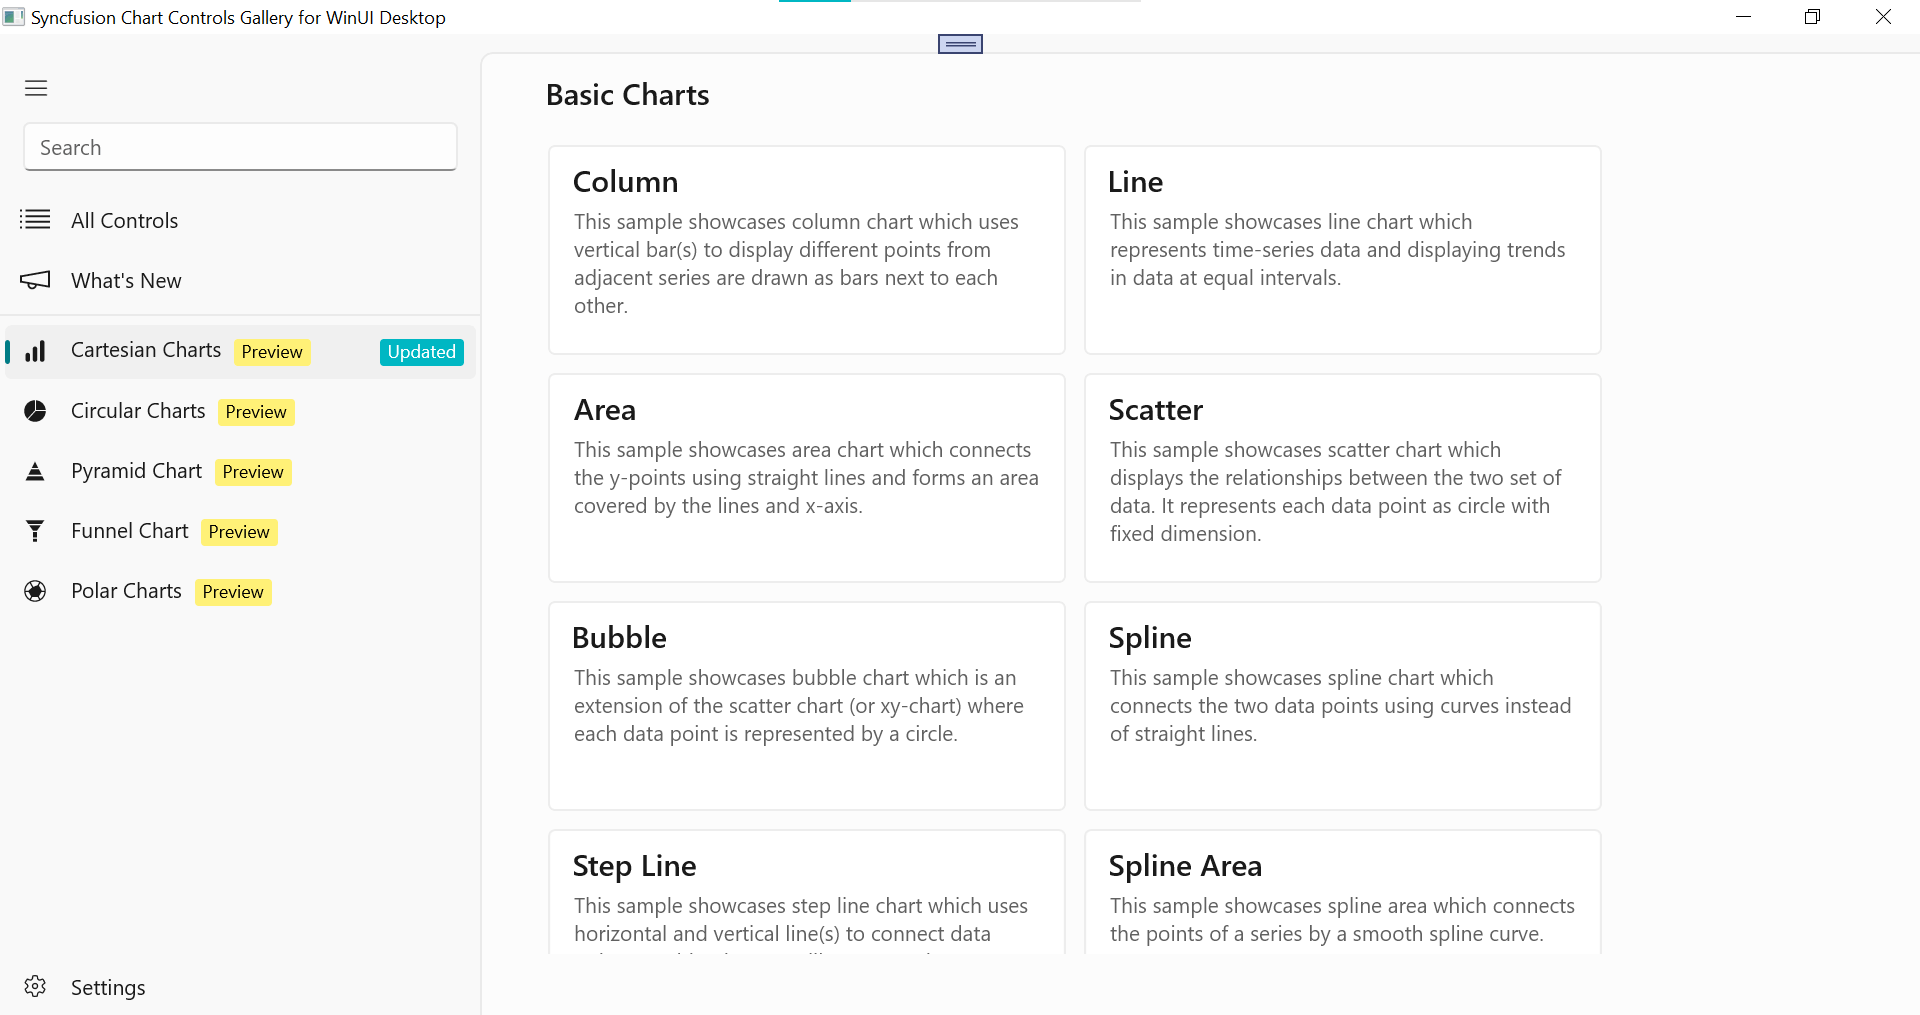 Syncfusion Chart Controls Gallery for WinUI Desktop
Search
All Controls
What's New
Cartesian Charts Preview Updated
Circular Charts Preview
Pyramid Chart Preview
Funnel Chart Preview
Polar Charts Preview
Settings
Basic Charts
Column
This sample showcases column chart which uses
vertical bar(s) to display different points from
adjacent series are drawn as bars next to each
other.
Line
This sample showcases line chart which
represents time-series data and displaying trends
in data at equal intervals.
Area
This sample showcases area chart which connects
the y-points using straight lines and forms an area
covered by the lines and x-axis.
Scatter
This sample showcases scatter chart which
displays the relationships between the two set of
data. It represents each data point as circle with
fixed dimension.
Bubble
This sample showcases bubble chart which is an
extension of the scatter chart (or xy-chart) where
each data point is represented by a circle.
Spline
This sample showcases spline chart which
connects the two data points using curves instead
of straight lines.
Step Line
This sample showcases step line chart which uses
horizontal and vertical line(s) to connect data
Spline Area
This sample showcases spline area which connects
the points of a series by a smooth spline curve.